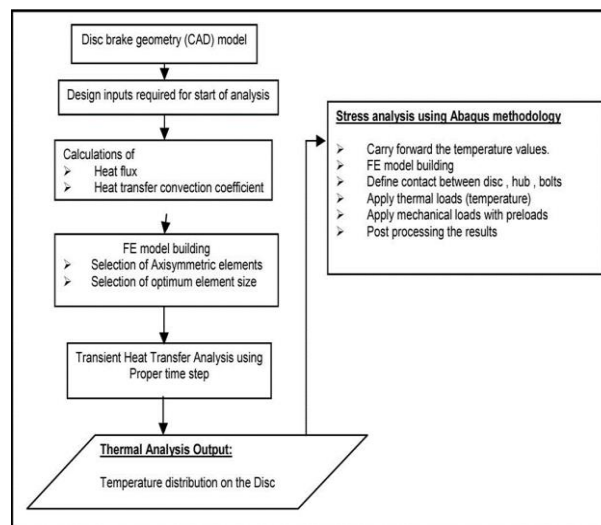 Disc brake geometry (CAD) model
Design inputs required for start of analysis
Calculations of
➢ Heat flux
➢ Heat transfer convection coefficient
FE model building
➢ Selection of Axisymmetric elements
➢ Selection of optimum element size
Transient Heat Transfer Analysis using
Proper time step
Thermal Analysis Output:
Temperature distribution on the Disc
Stress analysis using Abaqus methodology
➢ Carry forward the temperature values.
➢ FE model building
➢ Define contact between disc , hub , bolts
➢ Apply thermal loads (temperature)
➢ Apply mechanical loads with preloads
➢ Post processing the results